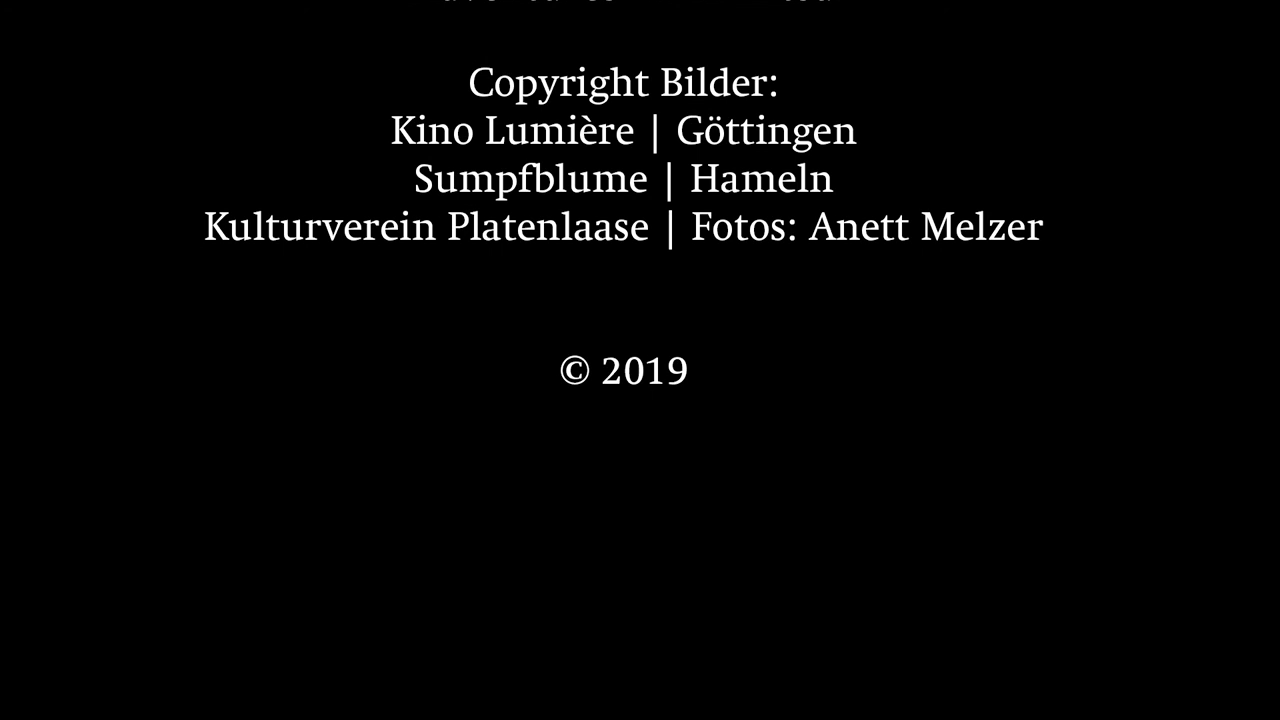 Copyright Bilder:
Kino Lumière | Göttingen
Sumpfblume | Hameln
Kulturverein Platenlaase | Fotos: Anett Melzer
© 2019